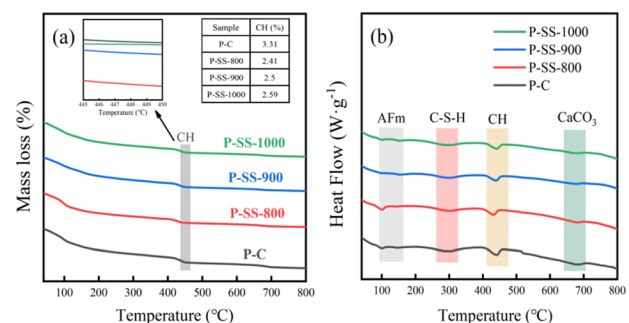 (a)
445 446 447 448 449 450
Temperature (°C)
Sample CH (%)
P-C 3.31
P-SS-800 2.41
P-SS-900 2.5
P-SS-1000 2.59
CH
P-SS-1000
P-SS-900
P-SS-800
P-C
Mass loss (%)
100 200 300 400 500 600 700 800
Temperature (°C)
(b)
P-SS-1000
P-SS-900
P-SS-800
P-C
AFm C-S-H CH CaCO₃
Heat Flow (W·g⁻¹)
0 100 200 300 400 500 600 700 800
Temperature (°C)